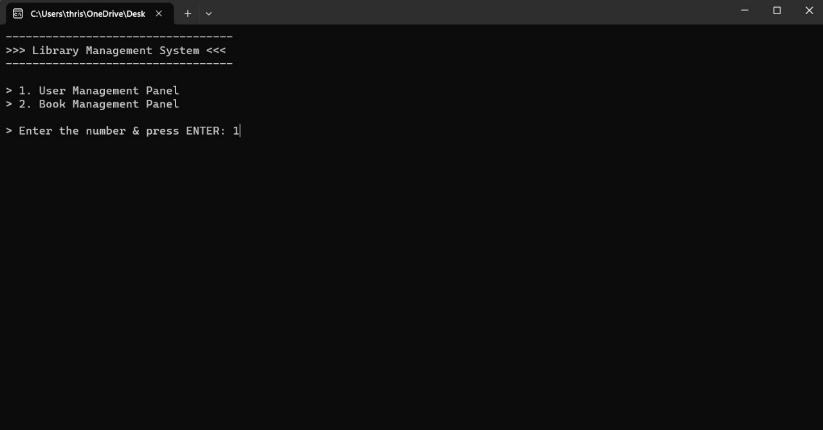 C:\Users\thris\OneDrive\Desk
----------------------------------
>>> Library Management System <<<
----------------------------------
> 1. User Management Panel
> 2. Book Management Panel
> Enter the number & press ENTER: 1